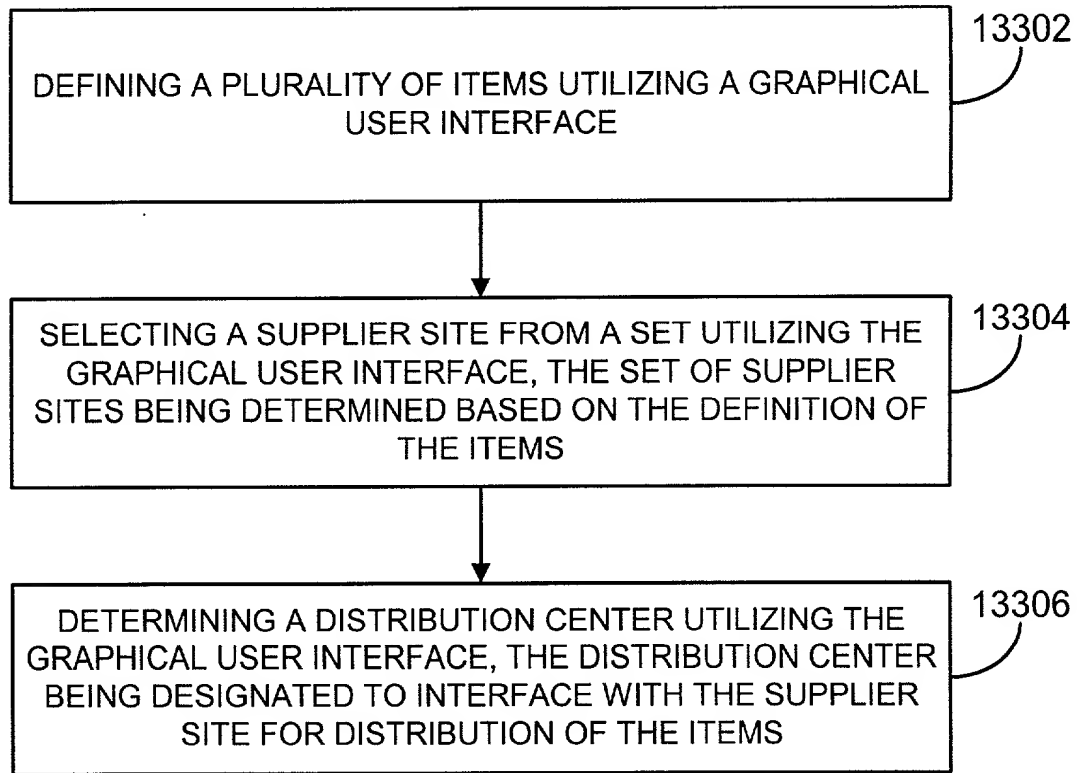 13302
DEFINING A PLURALITY OF ITEMS UTILIZING A GRAPHICAL
USER INTERFACE
13304
SELECTING A SUPPLIER SITE FROM A SET UTILIZING THE
GRAPHICAL USER INTERFACE, THE SET OF SUPPLIER
SITES BEING DETERMINED BASED ON THE DEFINITION OF
THE ITEMS
13306
DETERMINING A DISTRIBUTION CENTER UTILIZING THE
GRAPHICAL USER INTERFACE, THE DISTRIBUTION CENTER
BEING DESIGNATED TO INTERFACE WITH THE SUPPLIER
SITE FOR DISTRIBUTION OF THE ITEMS